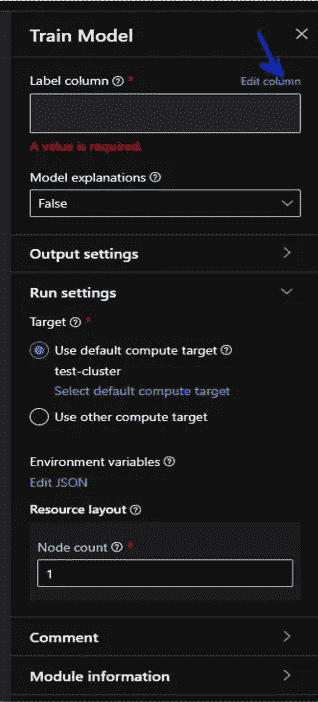 Train Model
Label column * Edit column
A value is required.
Model explanations
False
Output settings
Run settings
Target *
Use default compute target
test-cluster
Select default compute target
Use other compute target
Environment variables
Edit JSON
Resource layout
Node count *
1
Comment
Module information